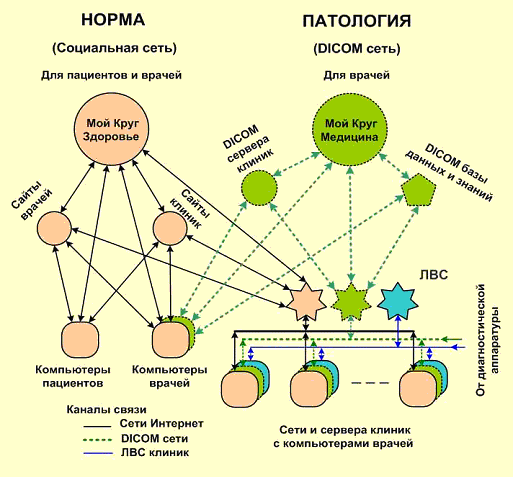 НОРМА
(Социальная сеть)
Для пациентов и врачей
ПАТОЛОГИЯ
(DICOM сеть)
Для врачей
Мой Круг
Здоровье
Мой Круг
Медицина
DICOM
сервера
клиник
DICOM базы
данных и знаний
Сайты
врачей
Сайты
клиник
ЛВС
От диагностической
аппаратуры
Компьютеры
пациентов
Компьютеры
врачей
Каналы связи
Сети Интернет
DICOM сети
ЛВС клиник
Сети и сервера клиник
с компьютерами врачей